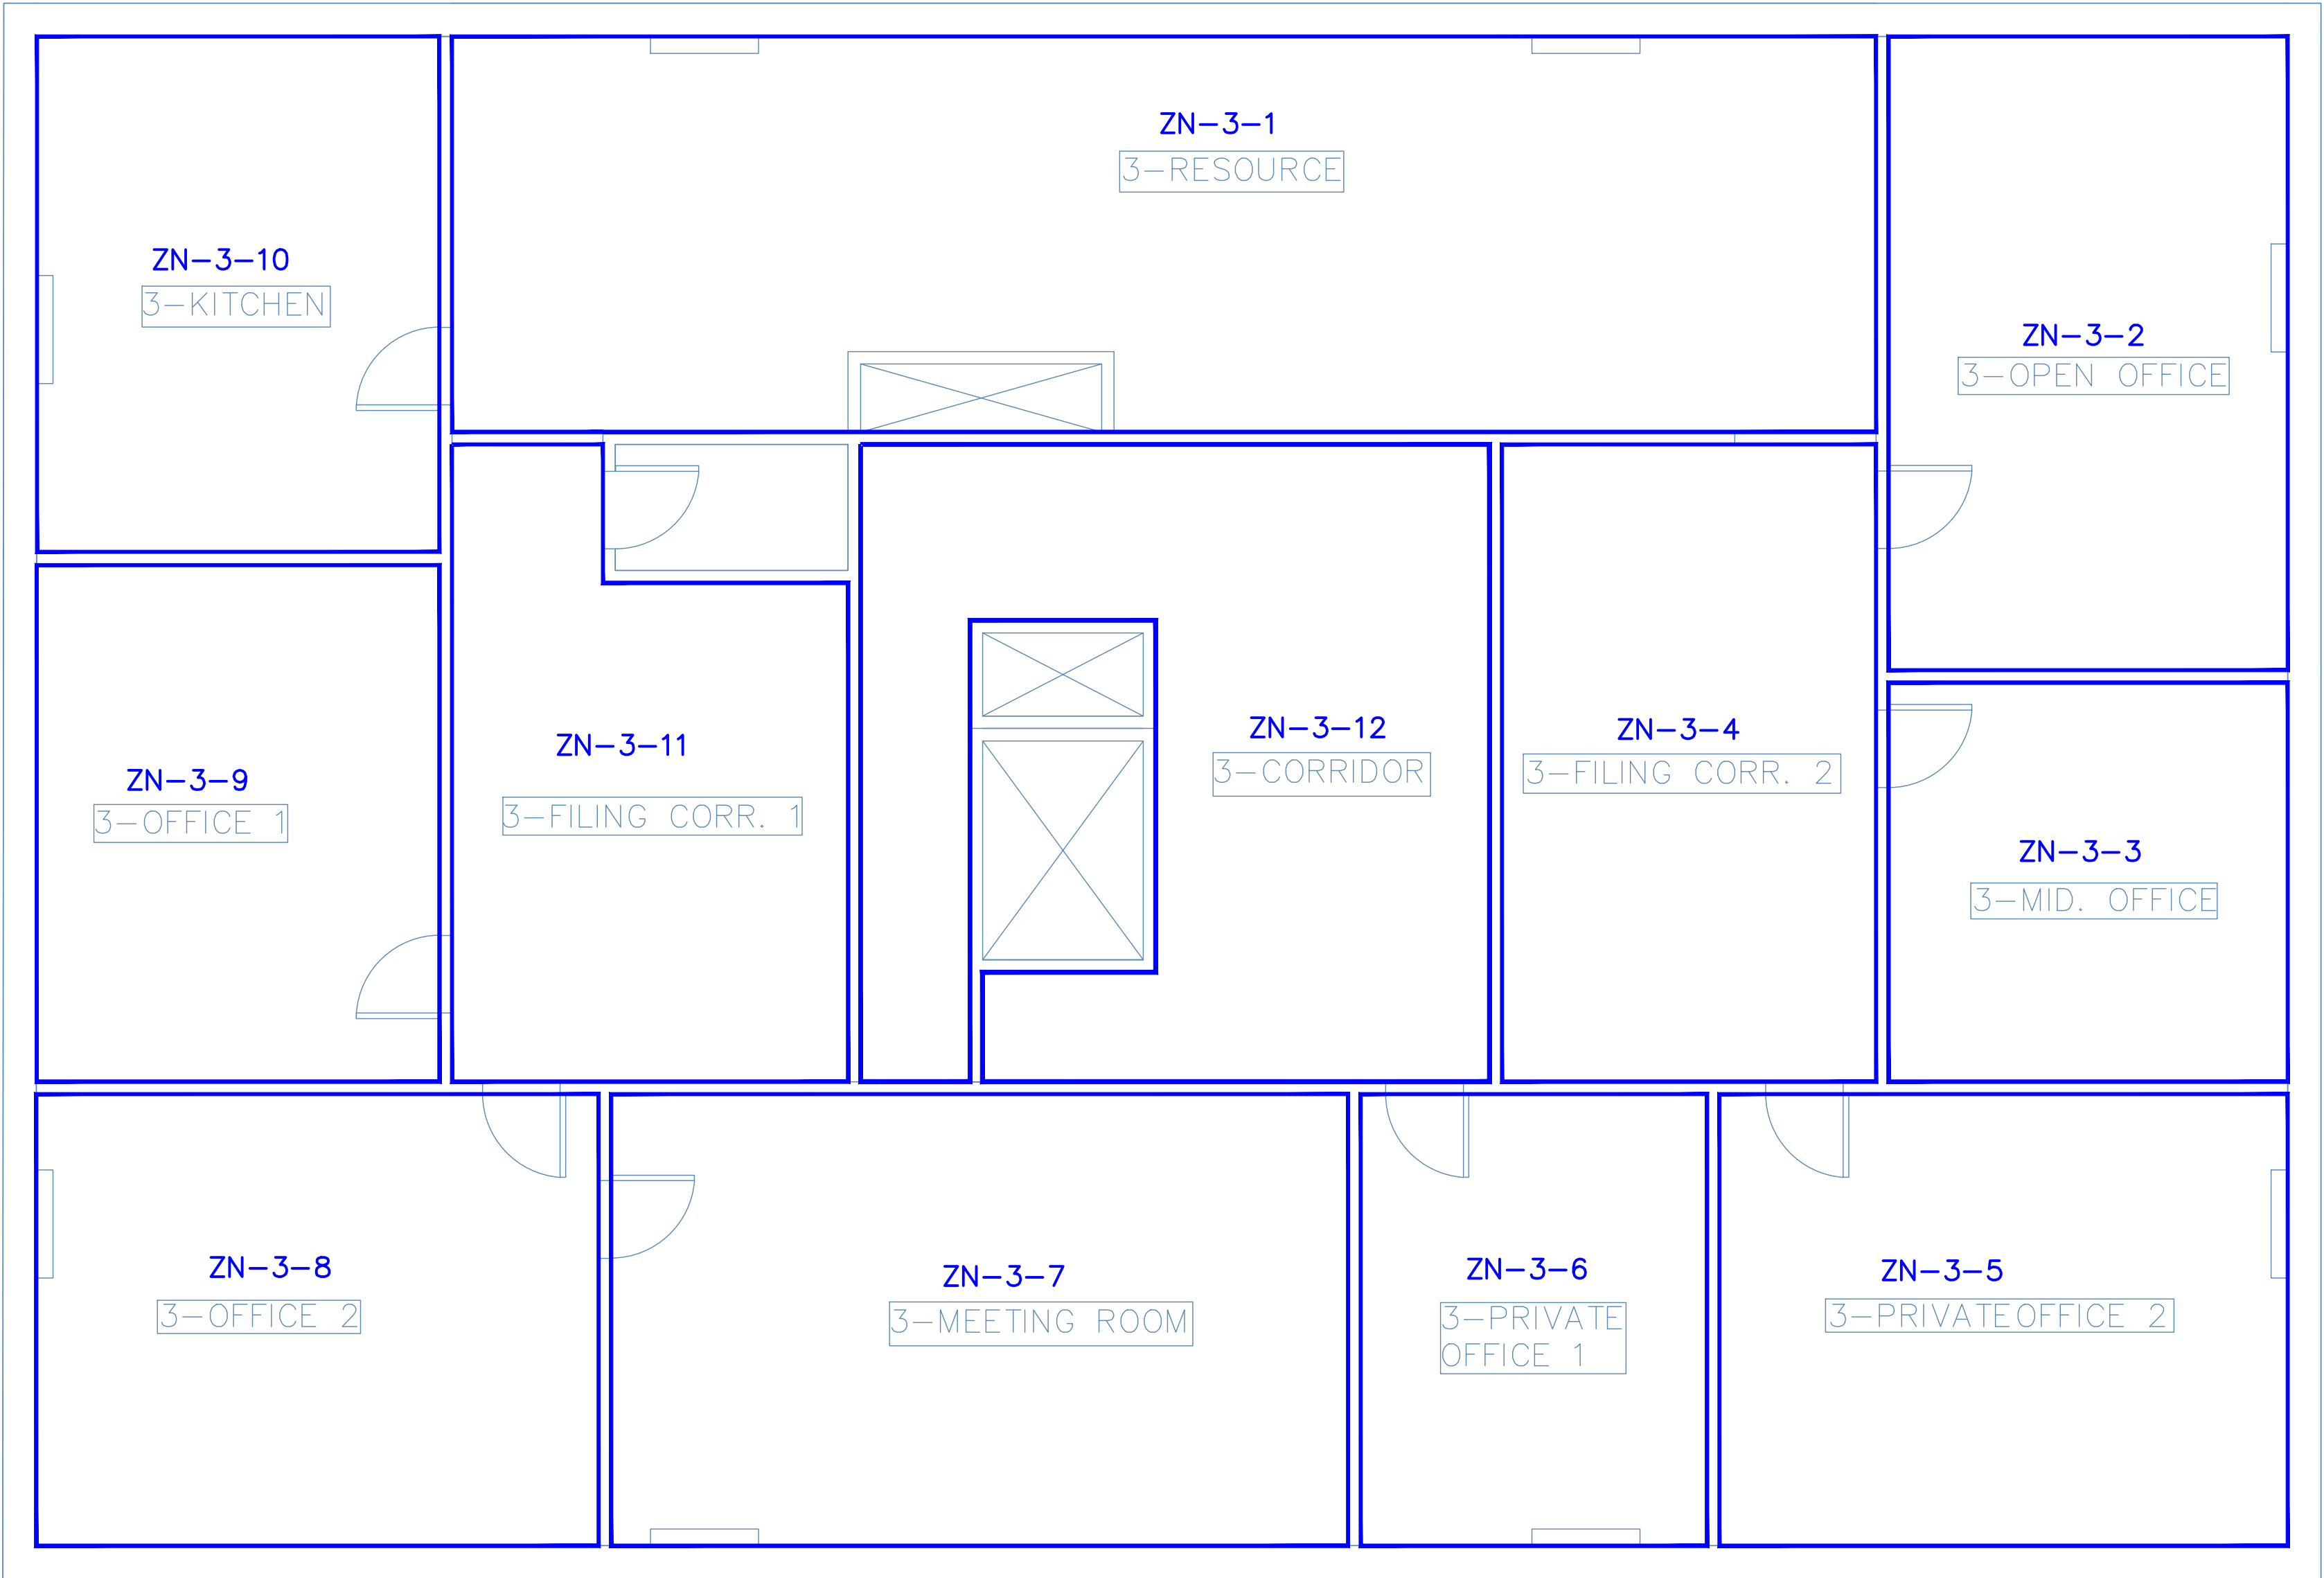 ZN-3-1
3-RESOURCE
ZN-3-10
3-KITCHEN
ZN-3-2
3-OPEN OFFICE
ZN-3-11
3-FILING CORR. 1
ZN-3-12
3-CORRIDOR
ZN-3-4
3-FILING CORR. 2
ZN-3-9
3-OFFICE 1
ZN-3-3
3-MID. OFFICE
ZN-3-8
3-OFFICE 2
ZN-3-7
3-MEETING ROOM
ZN-3-6
3-PRIVATE
OFFICE 1
ZN-3-5
3-PRIVATEOFFICE 2